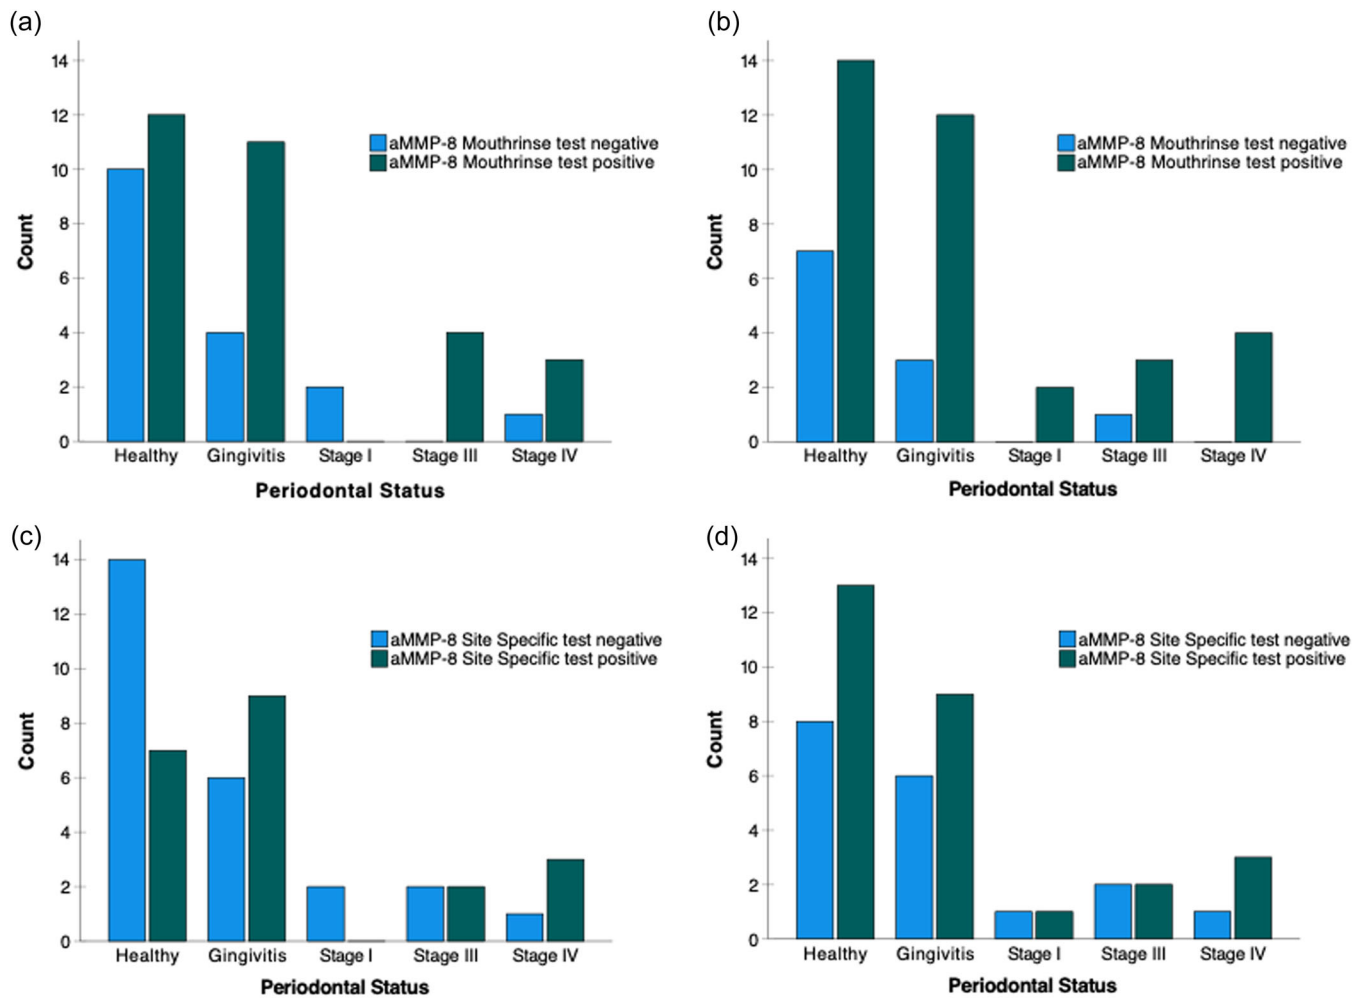 (a)
14
12
10
8
6
4
2
0
Count
aMMP-8 Mouthrinse test negative
aMMP-8 Mouthrinse test positive
Healthy Gingivitis Stage I Stage III Stage IV
Periodontal Status
(b)
14
12
10
8
6
4
2
0
Count
aMMP-8 Mouthrinse test negative
aMMP-8 Mouthrinse test positive
Healthy Gingivitis Stage I Stage III Stage IV
Periodontal Status
(c)
14
12
10
8
6
4
2
0
Count
aMMP-8 Site Specific test negative
aMMP-8 Site Specific test positive
Healthy Gingivitis Stage I Stage III Stage IV
Periodontal Status
(d)
14
12
10
8
6
4
2
0
Count
aMMP-8 Site Specific test negative
aMMP-8 Site Specific test positive
Healthy Gingivitis Stage I Stage III Stage IV
Periodontal Status